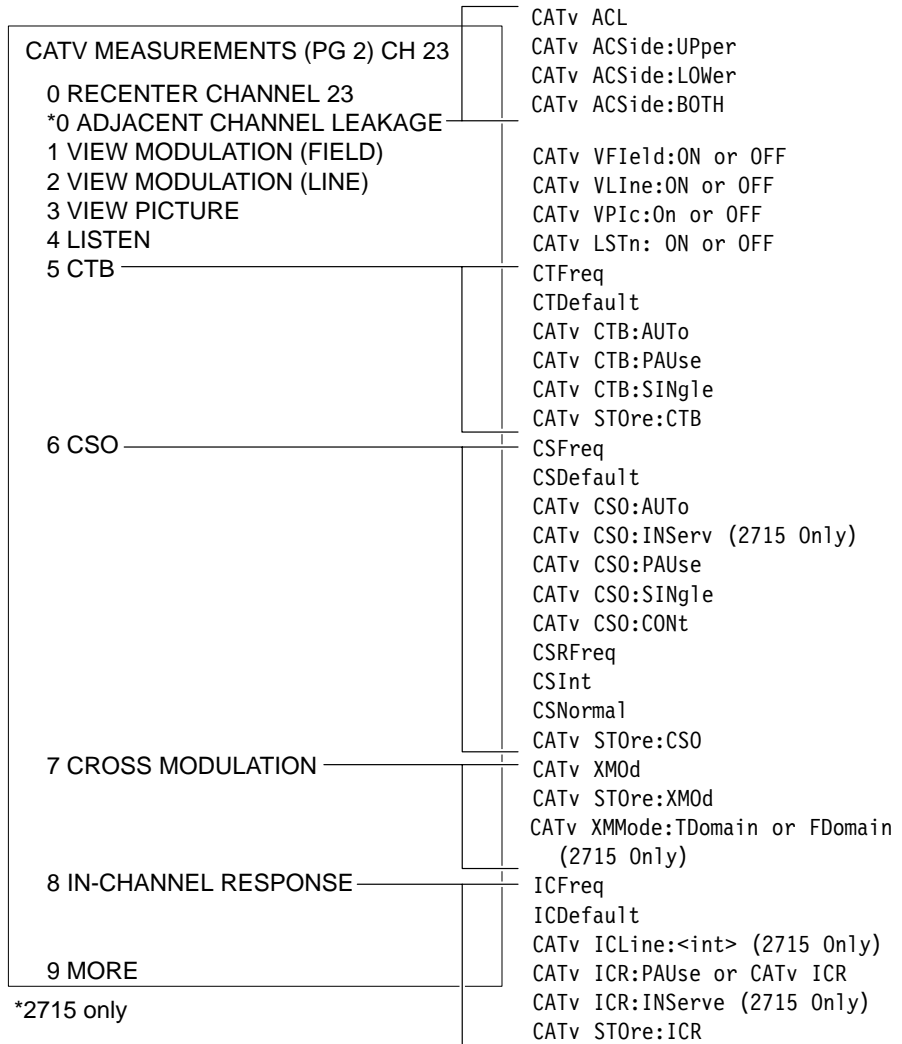 CATV MEASUREMENTS (PG 2) CH 23
0 RECENTER CHANNEL 23
*0 ADJACENT CHANNEL LEAKAGE
1 VIEW MODULATION (FIELD)
2 VIEW MODULATION (LINE)
3 VIEW PICTURE
4 LISTEN
5 CTB
6 CSO
7 CROSS MODULATION
8 IN-CHANNEL RESPONSE
9 MORE
*2715 only
CATv ACL
CATv ACSide:UPper
CATv ACSide:LOWer
CATv ACSide:BOTH
CATv VFIeld:ON or OFF
CATv VLIne:ON or OFF
CATv VPIc:On or OFF
CATv LSTn: ON or OFF
CTFreq
CTDefault
CATv CTB:AUTo
CATv CTB:PAUse
CATv CTB:SINgle
CATv STOre:CTB
CSFreq
CSDefault
CATv CSO:AUTo
CATv CSO:INServ (2715 Only)
CATv CSO:PAUse
CATv CSO:SINgle
CATv CSO:CONt
CSRFreq
CSInt
CSNormal
CATv STOre:CSO
CATv XMOd
CATv STOre:XMOd
CATv XMMode:TDomain or FDomain
(2715 Only)
ICFreq
ICDefault
CATv ICLine:<int> (2715 Only)
CATv ICR:PAUse or CATv ICR
CATv ICR:INServe (2715 Only)
CATv STOre:ICR